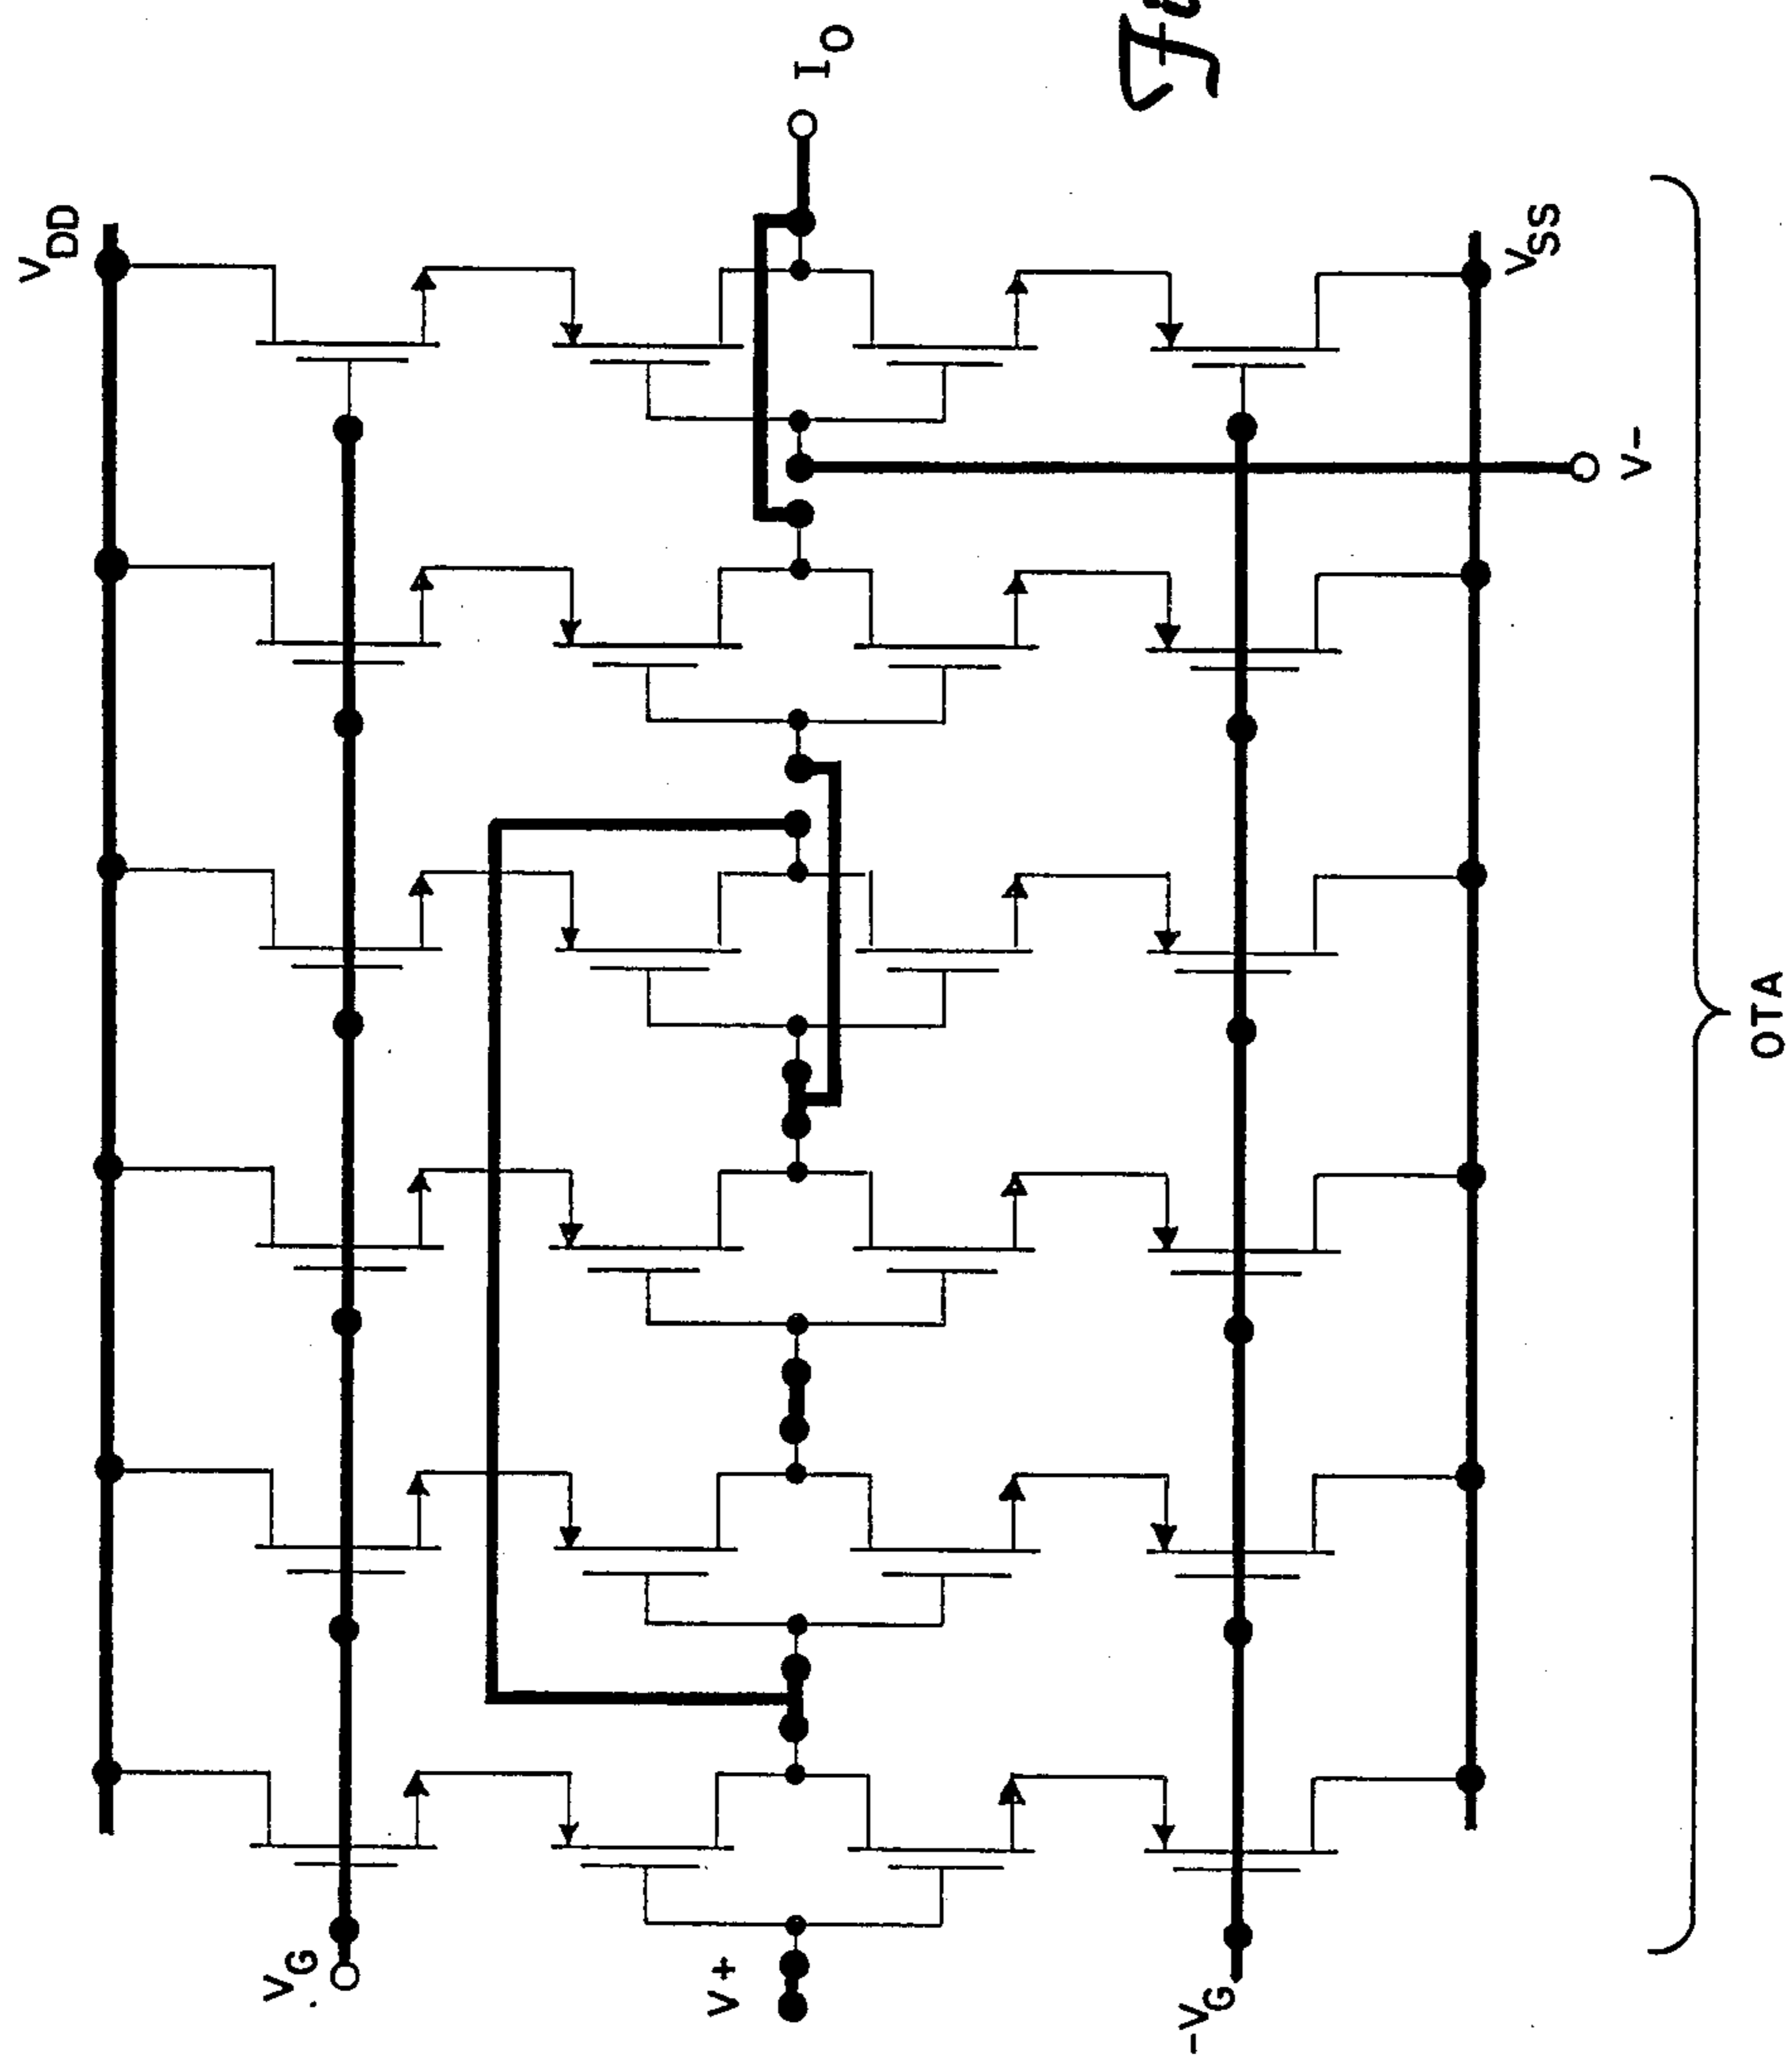 V_DD
I_O
V_SS
V-
V_G
V+
-V_G
OTA